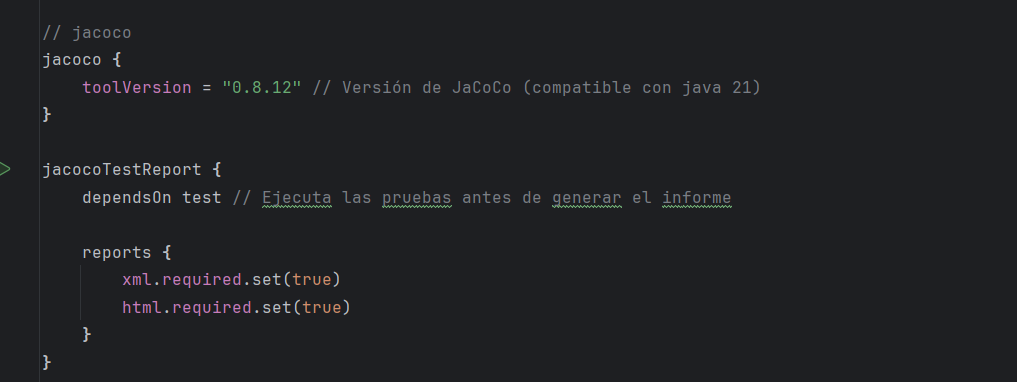 // jacoco
jacoco {
    toolVersion = "0.8.12" // Versión de JaCoCo (compatible con java 21)
}
jacocoTestReport {
    dependsOn test // Ejecuta las pruebas antes de generar el informe
    reports {
        xml.required.set(true)
        html.required.set(true)
    }
}